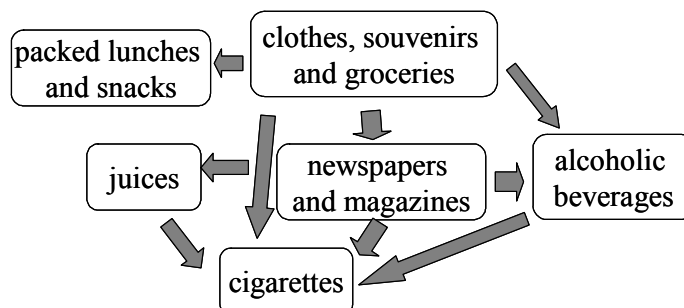 packed lunches
and snacks
clothes, souvenirs
and groceries
juices
newspapers
and magazines
alcoholic
beverages
cigarettes